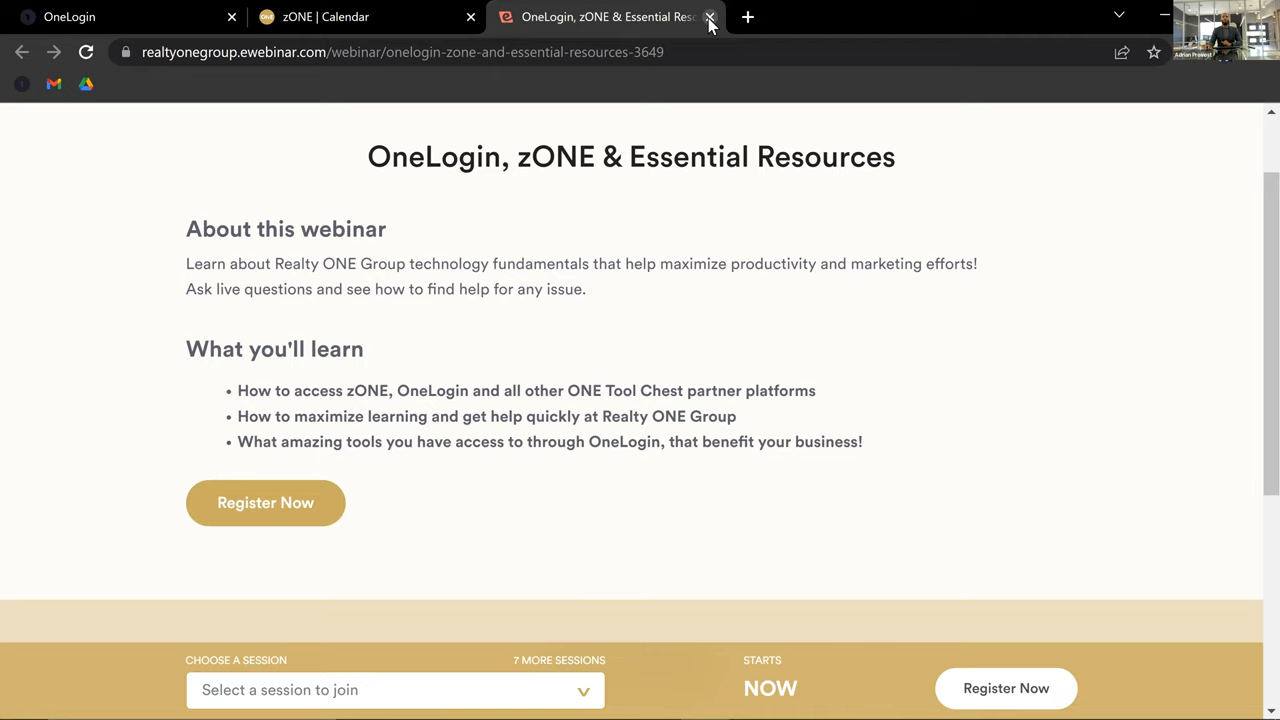 OneLogin
zONE | Calendar
OneLogin, zONE & Essential Reso
realtyonegroup.ewebinar.com/webinar/onelogin-zone-and-essential-resources-3649
Adrian Provost
OneLogin, zONE & Essential Resources
About this webinar
Learn about Realty ONE Group technology fundamentals that help maximize productivity and marketing efforts!
Ask live questions and see how to find help for any issue.
What you'll learn
• How to access zONE, OneLogin and all other ONE Tool Chest partner platforms
• How to maximize learning and get help quickly at Realty ONE Group
• What amazing tools you have access to through OneLogin, that benefit your business!
Register Now
CHOOSE A SESSION 7 MORE SESSIONS STARTS
Select a session to join NOW Register Now